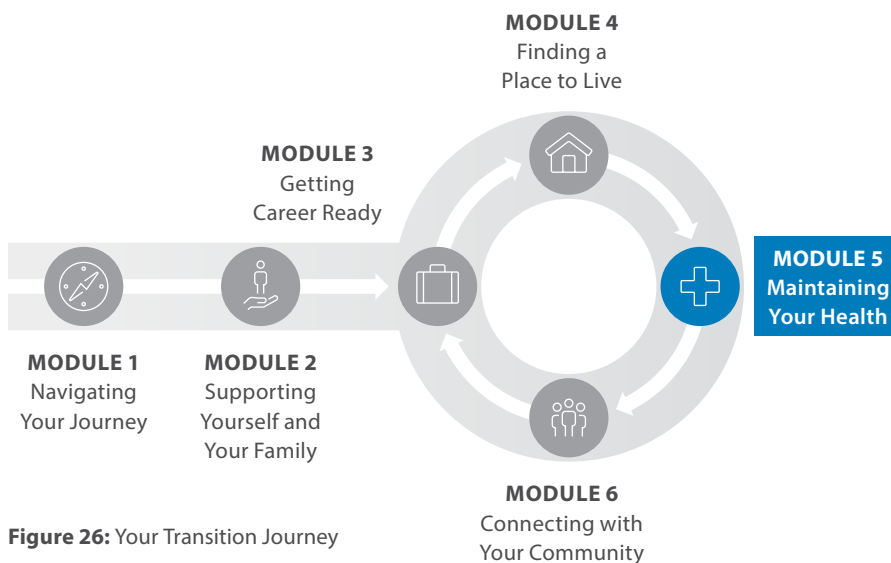 MODULE 4
Finding a
Place to Live
MODULE 3
Getting
Career Ready
MODULE 5
Maintaining
Your Health
MODULE 1
Navigating
Your Journey
MODULE 2
Supporting
Yourself and
Your Family
MODULE 6
Connecting with
Your Community
Figure 26: Your Transition Journey